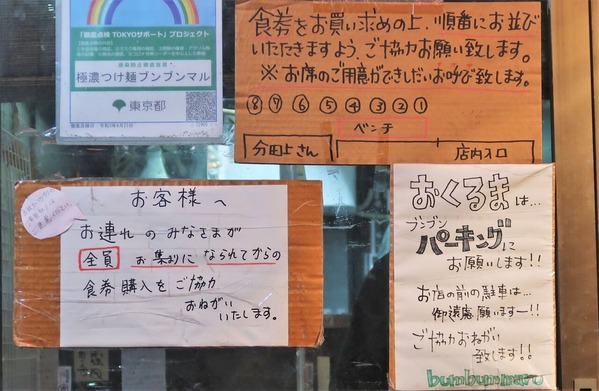 「徹底点検 TOKYOサポート」プロジェクト
極濃つけ麺ブンブンマル
東京都
食券をお買い求めの上、順番にお並び
いただきますよう、ご協力お願い致します。
※お席のご用意ができしだいお呼び致します。
⑧⑦⑥⑤④③②①
ベンチ
店内入口
お客様へ
お連れのみなさまが
全員 お集りになられてからの
食券購入をご協力
おねがい
いたします。
おくるまは…
ブンブン
パーキングに
お願いします!!
お店の前の駐車は…
御遠慮願いますー!!
ご協力おねがい
致します!!
bumbunmaru